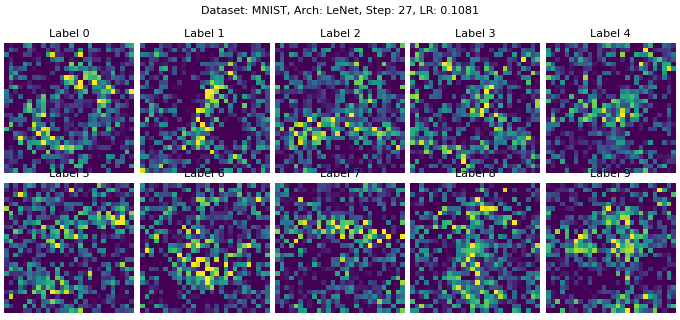 Dataset: MNIST, Arch: LeNet, Step: 27, LR: 0.1081
Label 0 Label 1 Label 2 Label 3 Label 4
Label 5 Label 6 Label 7 Label 8 Label 9